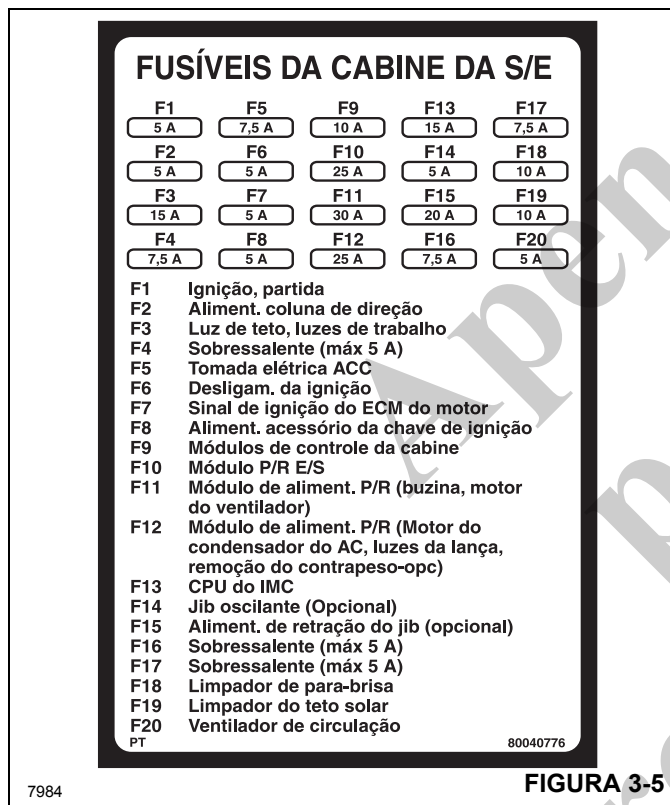 FUSÍVEIS DA CABINE DA S/E
F1 F5 F9 F13 F17
5 A 7,5 A 10 A 15 A 7,5 A
F2 F6 F10 F14 F18
5 A 5 A 25 A 5 A 10 A
F3 F7 F11 F15 F19
15 A 5 A 30 A 20 A 10 A
F4 F8 F12 F16 F20
7,5 A 5 A 25 A 7,5 A 5 A
F1 Ignição, partida
F2 Aliment. coluna de direção
F3 Luz de teto, luzes de trabalho
F4 Sobressalente (máx 5 A)
F5 Tomada elétrica ACC
F6 Desligam. da ignição
F7 Sinal de ignição do ECM do motor
F8 Aliment. acessório da chave de ignição
F9 Módulos de controle da cabine
F10 Módulo P/R E/S
F11 Módulo de aliment. P/R (buzina, motor
do ventilador)
F12 Módulo de aliment. P/R (Motor do
condensador do AC, luzes da lança,
remoção do contrapeso-opc)
F13 CPU do IMC
F14 Jib oscilante (Opcional)
F15 Aliment. de retração do jib (opcional)
F16 Sobressalente (máx 5 A)
F17 Sobressalente (máx 5 A)
F18 Limpador de para-brisa
F19 Limpador do teto solar
F20 Ventilador de circulação
PT 80040776
7984
FIGURA 3-5
Apen